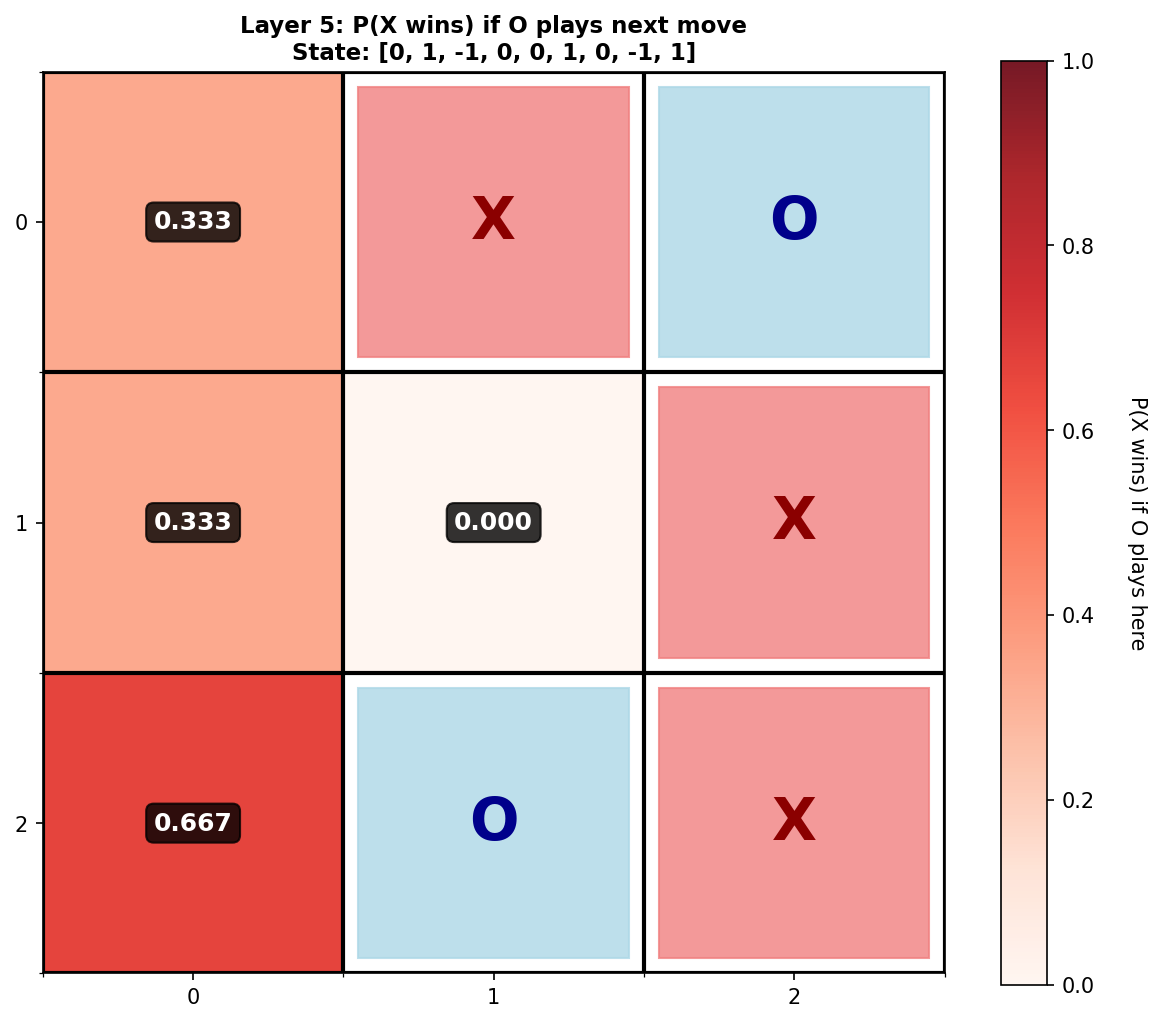 Layer 5: P(X wins) if O plays next move
State: [0, 1, -1, 0, 0, 1, 0, -1, 1]
0
0.333
X
O
1
0.333
0.000
X
2
0.667
O
X
0
1
2
1.0
0.8
0.6
0.4
0.2
0.0
P(X wins) if O plays here